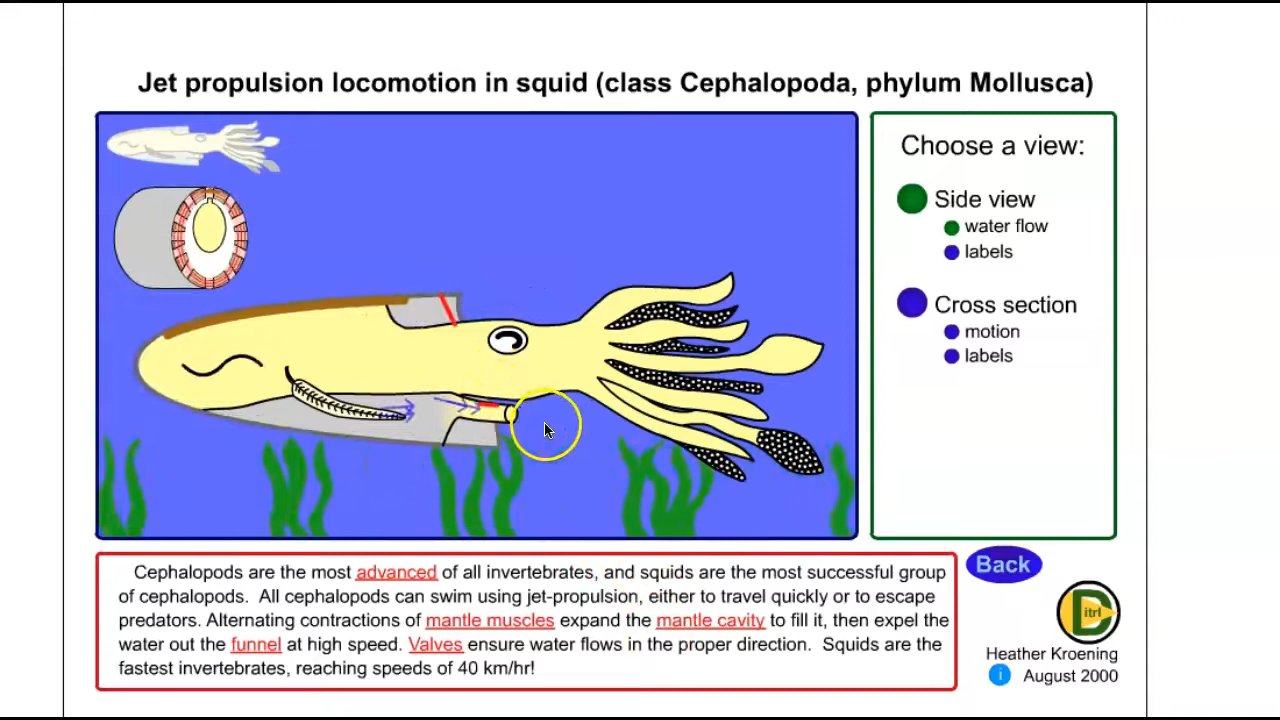 Jet propulsion locomotion in squid (class Cephalopoda, phylum Mollusca)
Choose a view:
Side view
water flow
labels
Cross section
motion
labels
Cephalopods are the most advanced of all invertebrates, and squids are the most successful group
of cephalopods. All cephalopods can swim using jet-propulsion, either to travel quickly or to escape
predators. Alternating contractions of mantle muscles expand the mantle cavity to fill it, then expel the
water out the funnel at high speed. Valves ensure water flows in the proper direction. Squids are the
fastest invertebrates, reaching speeds of 40 km/hr!
Back
D itrl
Heather Kroening
i August 2000